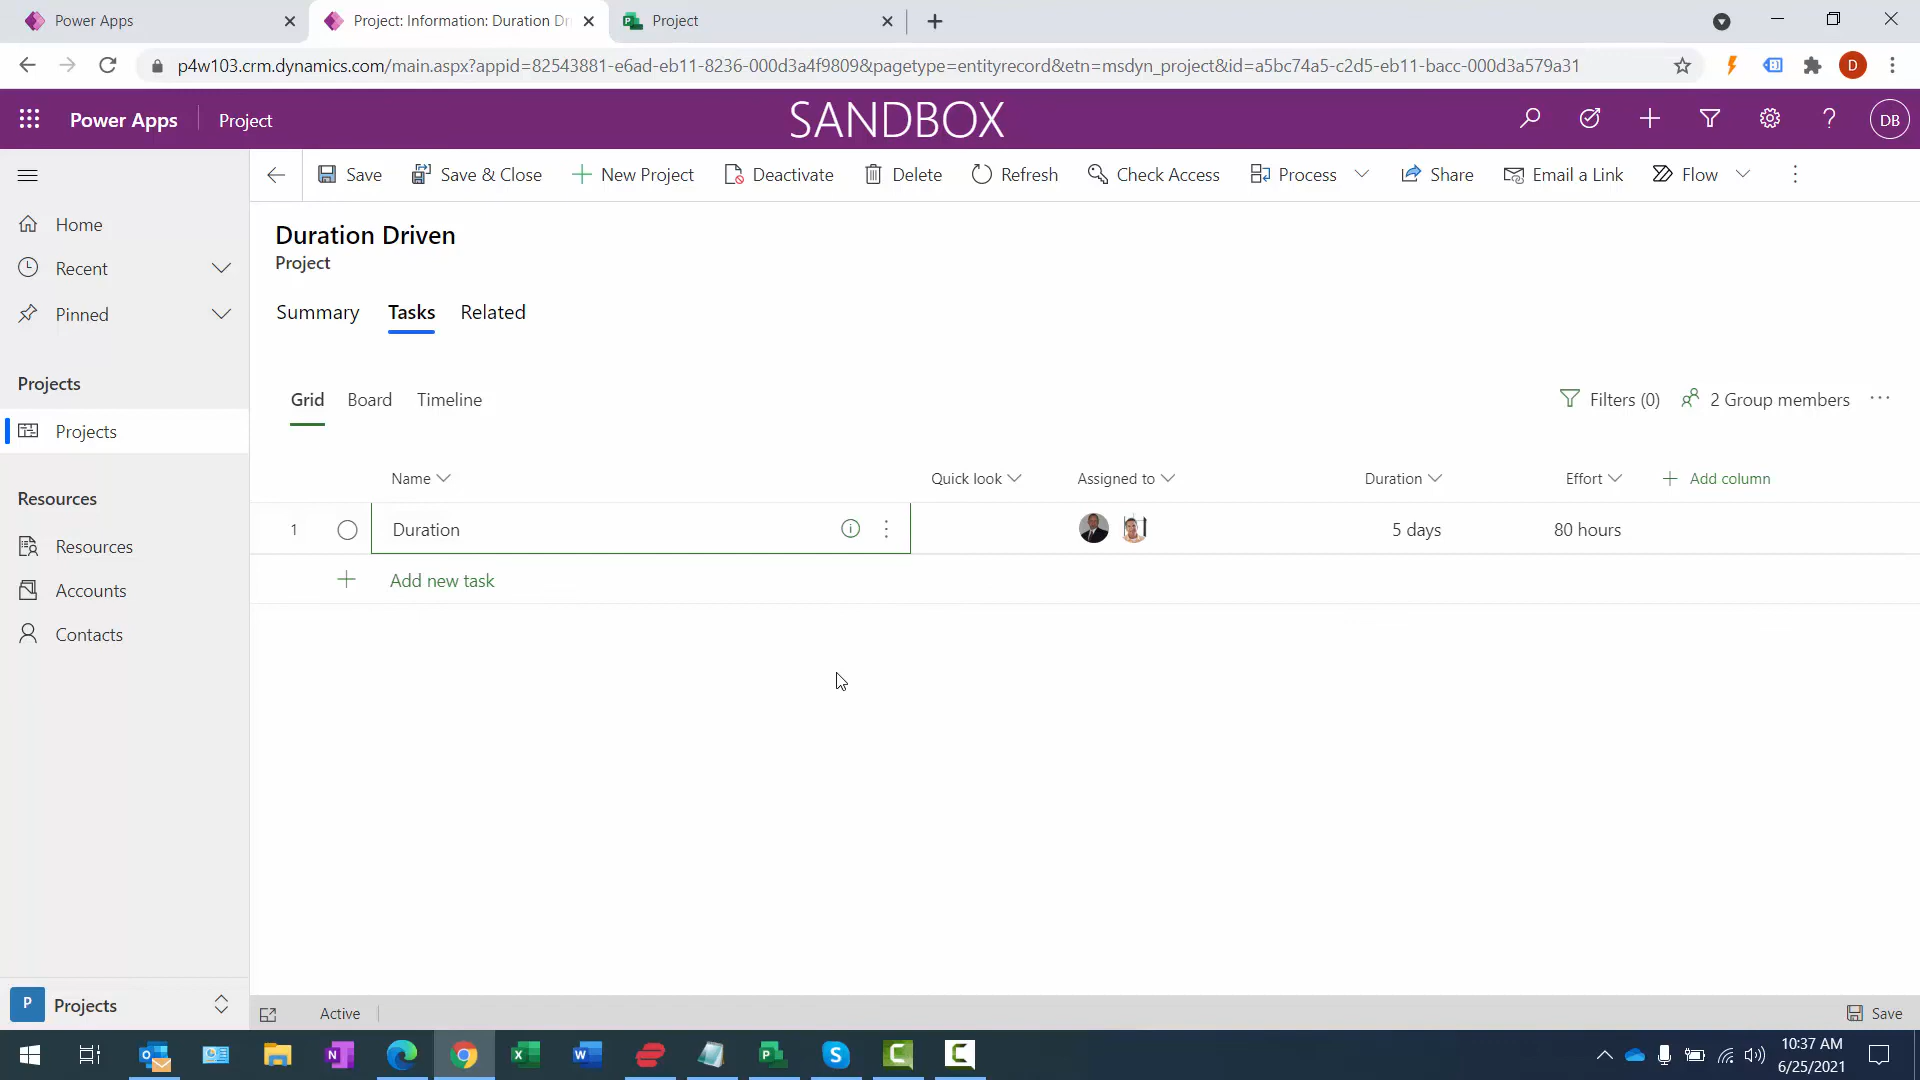 Power Apps
Project: Information: Duration Dr
Project
p4w103.crm.dynamics.com/main.aspx?appid=82543881-e6ad-eb11-8236-000d3a4f9809&pagetype=entityrecord&etn=msdyn_project&id=a5bc74a5-c2d5-eb11-bacc-000d3a579a31
D
Power Apps Project
SANDBOX
DB
Save
Save & Close
New Project
Deactivate
Delete
Refresh
Check Access
Process
Share
Email a Link
Flow
Home
Recent
Pinned
Projects
Projects
Resources
Resources
Accounts
Contacts
P Projects
Duration Driven
Project
Summary Tasks Related
Grid Board Timeline
Filters (0) 2 Group members
Name Quick look Assigned to Duration Effort Add column
1 Duration 5 days 80 hours
Add new task
Active
Save
10:37 AM
6/25/2021